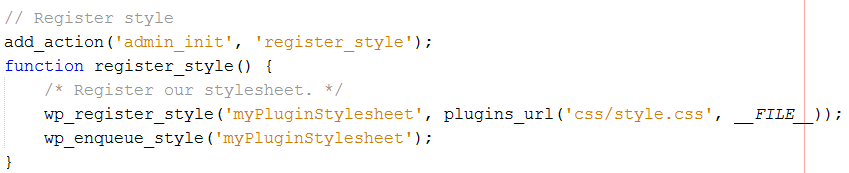 // Register style
add_action('admin_init', 'register_style');
function register_style() {
    /* Register our stylesheet. */
    wp_register_style('myPluginStylesheet', plugins_url('css/style.css', __FILE__));
    wp_enqueue_style('myPluginStylesheet');
}